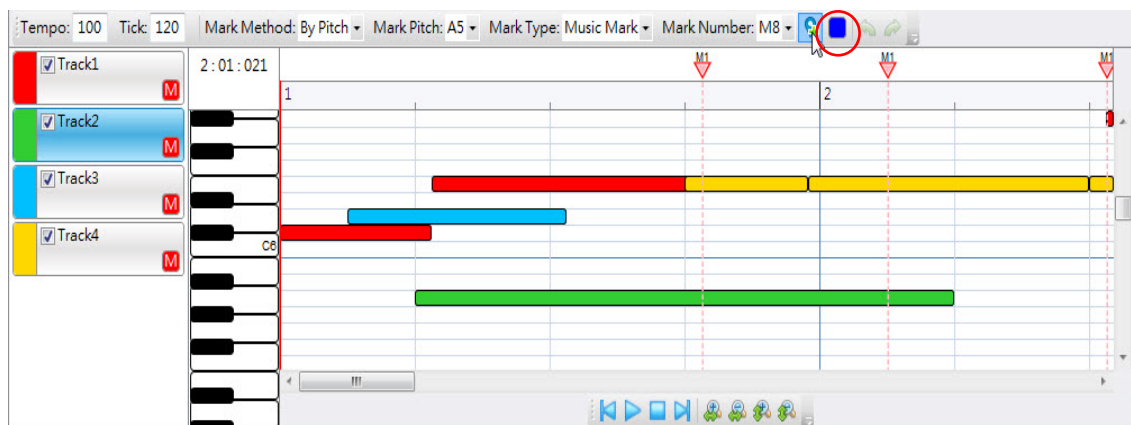 Tempo: 100 Tick: 120 Mark Method: By Pitch Mark Pitch: A5 Mark Type: Music Mark Mark Number: M8
Track1
M
2:01:021
M1 M1 M1
1 2
Track2
M
Track3
M
Track4
M
C6